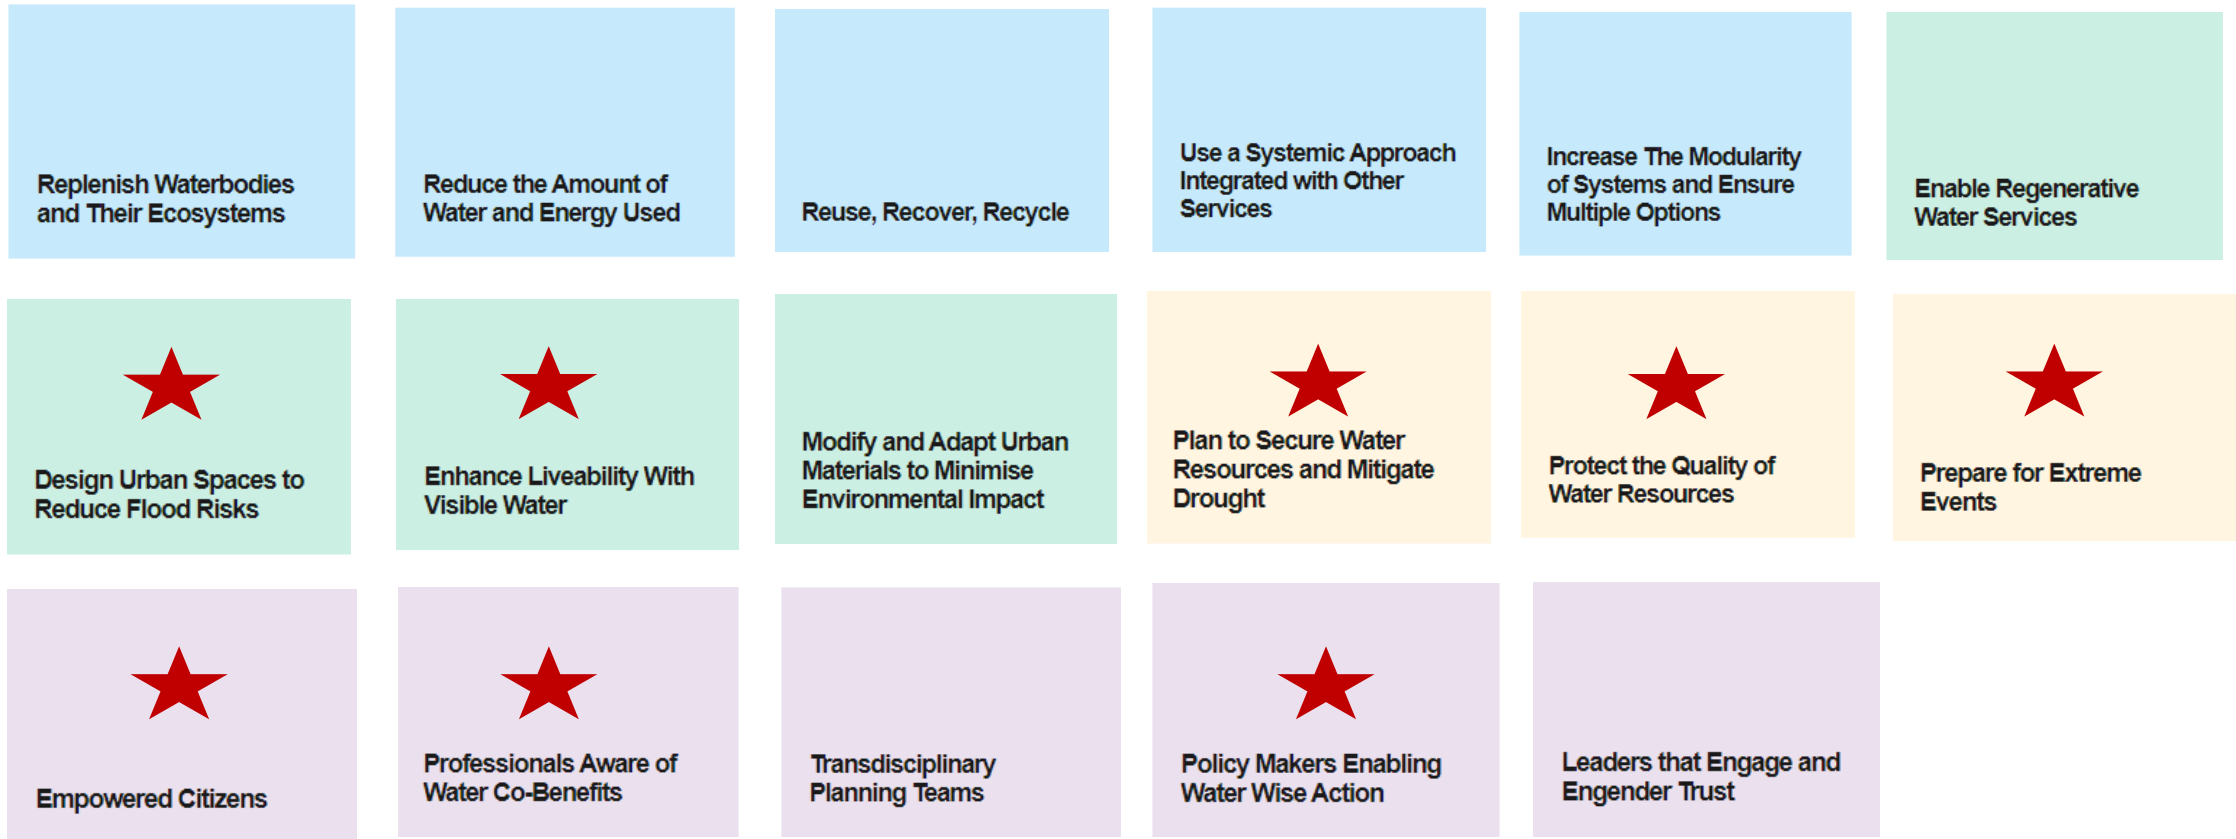 Replenish Waterbodies
and Their Ecosystems
Reduce the Amount of
Water and Energy Used
Reuse, Recover, Recycle
Use a Systemic Approach
Integrated with Other
Services
Increase The Modularity
of Systems and Ensure
Multiple Options
Enable Regenerative
Water Services
Design Urban Spaces to
Reduce Flood Risks
Enhance Liveability With
Visible Water
Modify and Adapt Urban
Materials to Minimise
Environmental Impact
Plan to Secure Water
Resources and Mitigate
Drought
Protect the Quality of
Water Resources
Prepare for Extreme
Events
Empowered Citizens
Professionals Aware of
Water Co-Benefits
Transdisciplinary
Planning Teams
Policy Makers Enabling
Water Wise Action
Leaders that Engage and
Engender Trust